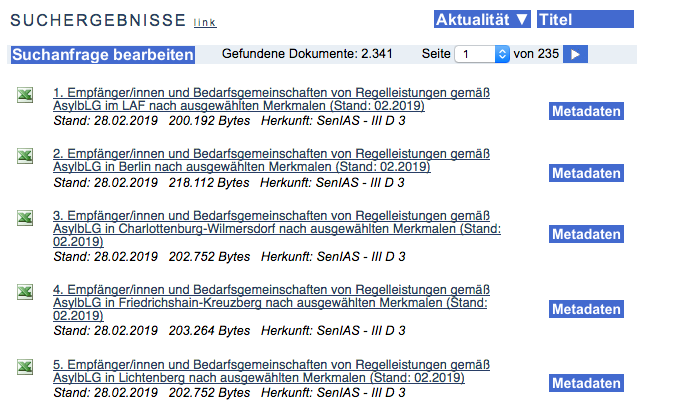 SUCHERGEBNISSE link
Aktualität ▼ Titel
Suchanfrage bearbeiten Gefundene Dokumente: 2.341 Seite 1 von 235
1. Empfänger/innen und Bedarfsgemeinschaften von Regelleistungen gemäß
AsylbLG im LAF nach ausgewählten Merkmalen (Stand: 02.2019)
Stand: 28.02.2019 200.192 Bytes Herkunft: SenIAS - III D 3
Metadaten
2. Empfänger/innen und Bedarfsgemeinschaften von Regelleistungen gemäß
AsylbLG in Berlin nach ausgewählten Merkmalen (Stand: 02.2019)
Stand: 28.02.2019 218.112 Bytes Herkunft: SenIAS - III D 3
Metadaten
3. Empfänger/innen und Bedarfsgemeinschaften von Regelleistungen gemäß
AsylbLG in Charlottenburg-Wilmersdorf nach ausgewählten Merkmalen (Stand:
02.2019)
Stand: 28.02.2019 202.752 Bytes Herkunft: SenIAS - III D 3
Metadaten
4. Empfänger/innen und Bedarfsgemeinschaften von Regelleistungen gemäß
AsylbLG in Friedrichshain-Kreuzberg nach ausgewählten Merkmalen (Stand:
02.2019)
Stand: 28.02.2019 203.264 Bytes Herkunft: SenIAS - III D 3
Metadaten
5. Empfänger/innen und Bedarfsgemeinschaften von Regelleistungen gemäß
AsylbLG in Lichtenberg nach ausgewählten Merkmalen (Stand: 02.2019)
Stand: 28.02.2019 202.752 Bytes Herkunft: SenIAS - III D 3
Metadaten